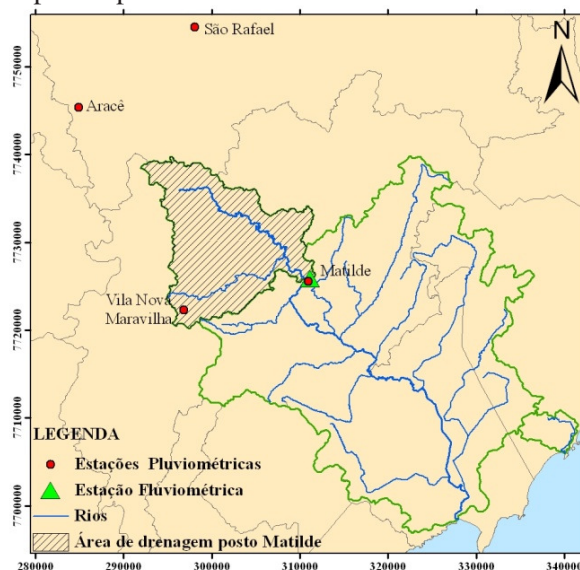 São Rafael
N
Aracê
Matilde
Vila Nova
Maravilha
LEGENDA
Estações Pluviométricas
Estação Fluviométrica
Rios
Área de drenagem posto Matilde
7750000
7740000
7730000
7720000
7710000
7700000
280000 290000 300000 310000 320000 330000 340000